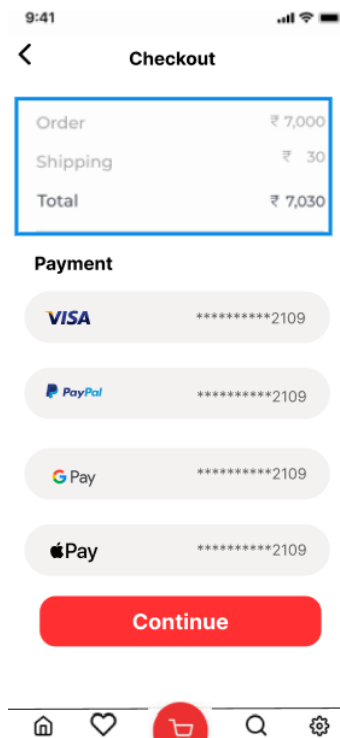 9:41
Checkout
Order ₹ 7,000
Shipping ₹ 30
Total ₹ 7,030
Payment
VISA **********2109
PayPal **********2109
G Pay **********2109
Pay **********2109
Continue